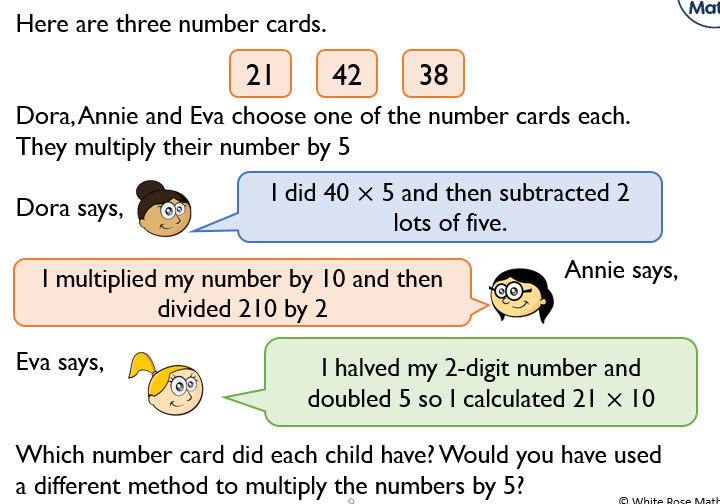 Mat
Here are three number cards.
21 42 38
Dora, Annie and Eva choose one of the number cards each.
They multiply their number by 5
Dora says,
I did 40 × 5 and then subtracted 2
lots of five.
I multiplied my number by 10 and then
divided 210 by 2
Annie says,
Eva says,
I halved my 2-digit number and
doubled 5 so I calculated 21 × 10
Which number card did each child have? Would you have used
a different method to multiply the numbers by 5?
© White Rose Math